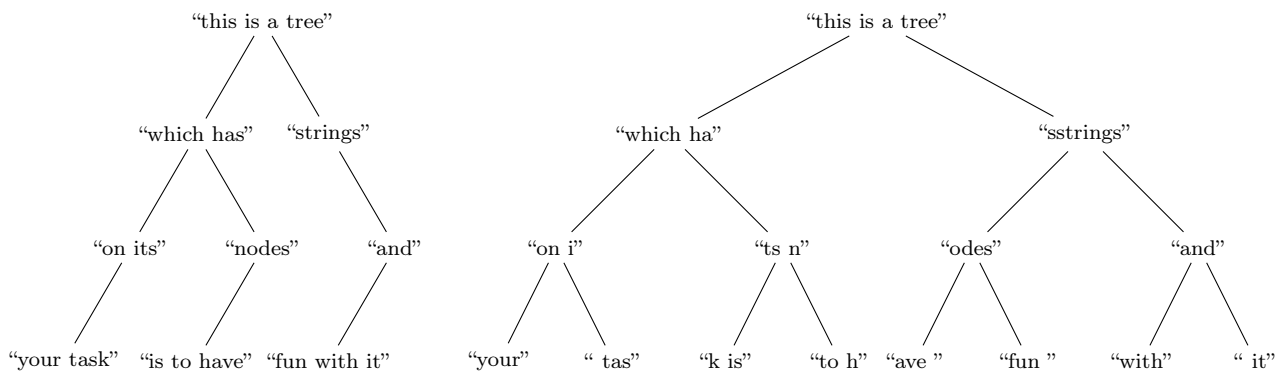 “this is a tree” “this is a tree”
“which has” “strings” “which ha” “sstrings”
“on its” “nodes” “and” “on i” “ts n” “odes” “and”
“your task” “is to have” “fun with it” “your” “ tas” “k is” “to h” “ave ” “fun ” “with” “ it”